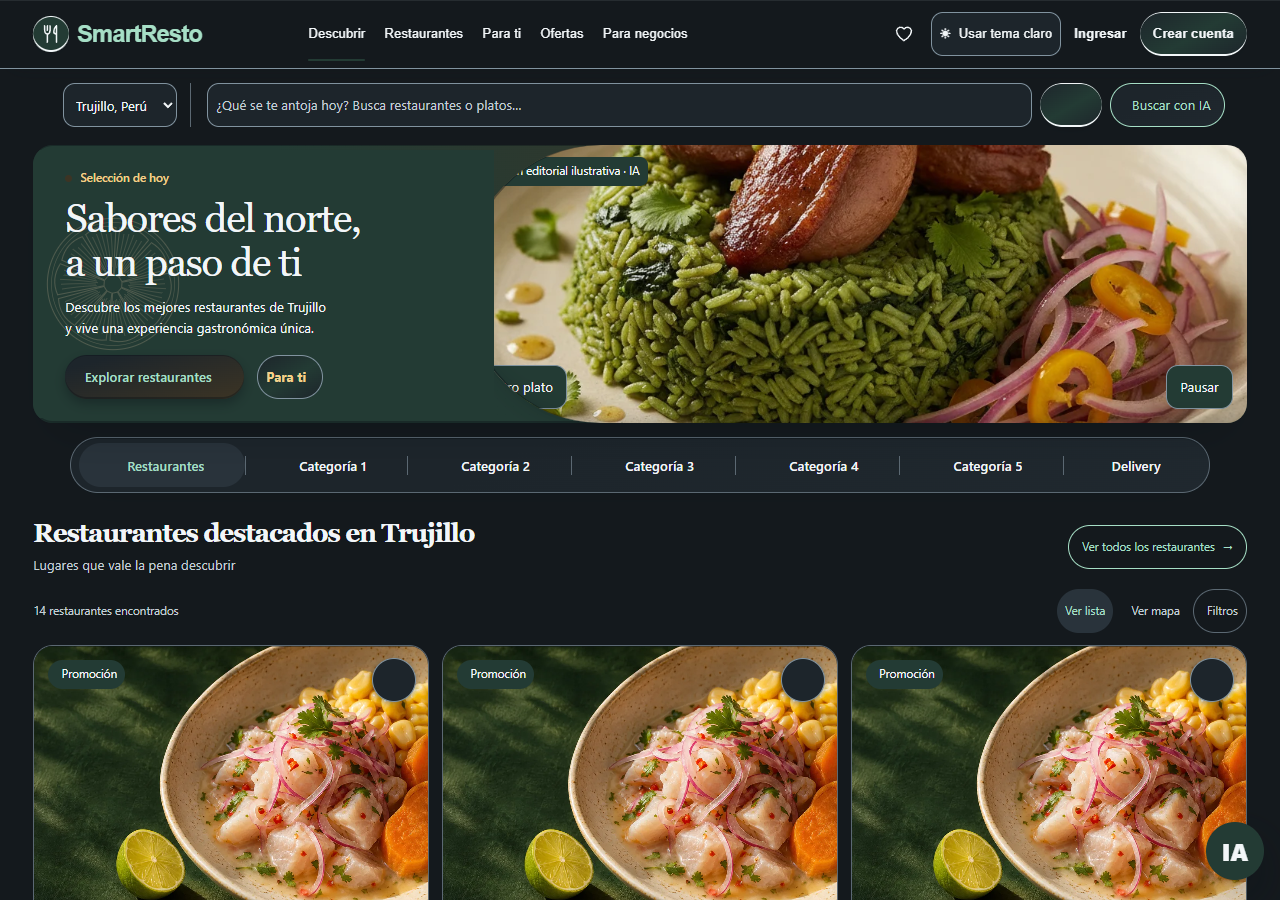 SmartResto
Descubrir
Restaurantes
Para ti
Ofertas
Para negocios
Usar tema claro
Ingresar
Crear cuenta
Trujillo, Perú
¿Qué se te antoja hoy? Busca restaurantes o platos...
Buscar con IA
Selección de hoy
Sabores del norte,
a un paso de ti
Descubre los mejores restaurantes de Trujillo
y vive una experiencia gastronómica única.
Explorar restaurantes
Para ti
editorial ilustrativa · IA
plato
Pausar
Restaurantes
Categoría 1
Categoría 2
Categoría 3
Categoría 4
Categoría 5
Delivery
Restaurantes destacados en Trujillo
Lugares que vale la pena descubrir
Ver todos los restaurantes →
14 restaurantes encontrados
Ver lista
Ver mapa
Filtros
Promoción
Promoción
Promoción
IA